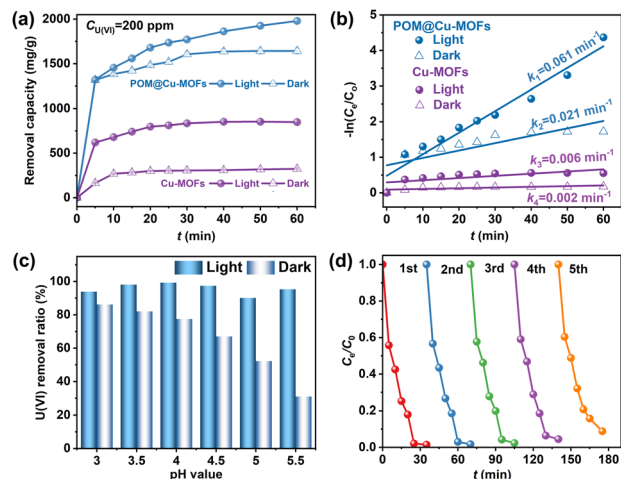 (a)
C_U(VI)=200 ppm
2000
1750
1500
1250
1000
750
500
250
0
Removal capacity (mg/g)
POM@Cu-MOFs Light Dark
Cu-MOFs Light Dark
0 10 20 30 40 50 60
t (min)
(b)
POM@Cu-MOFs
Light
Dark
Cu-MOFs
Light
Dark
5
4
3
2
1
0
-ln(Ce/Co)
k1=0.061 min-1
k2=0.021 min-1
k3=0.006 min-1
k4=0.002 min-1
0 10 20 30 40 50 60
t (min)
(c)
Light Dark
100
80
60
40
20
0
U(VI) removal ratio (%)
3 3.5 4 4.5 5 5.5
pH value
(d)
1st 2nd 3rd 4th 5th
1.0
0.8
0.6
0.4
0.2
0.0
Ce/C0
0 30 60 90 120 150 180
t (min)